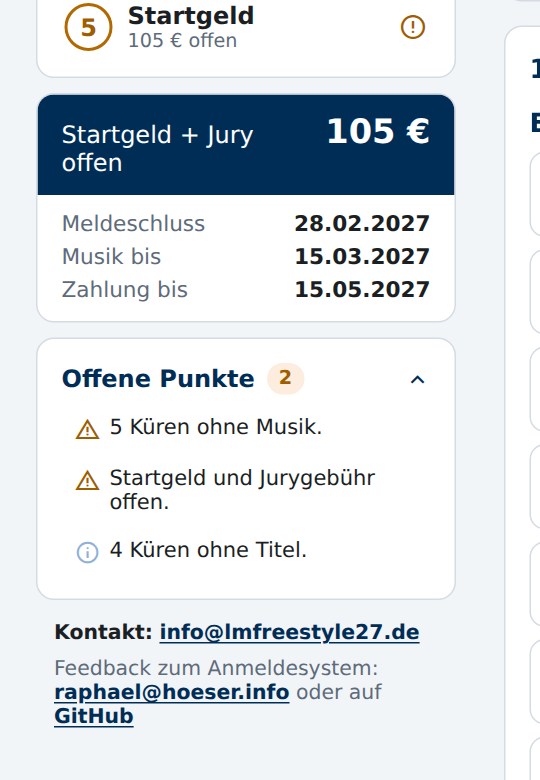 5
Startgeld
105 € offen
Startgeld + Jury offen 105 €
Meldeschluss 28.02.2027
Musik bis 15.03.2027
Zahlung bis 15.05.2027
Offene Punkte 2
5 Küren ohne Musik.
Startgeld und Jurygebühr
offen.
4 Küren ohne Titel.
Kontakt: info@lmfreestyle27.de
Feedback zum Anmeldesystem:
raphael@hoeser.info oder auf
GitHub